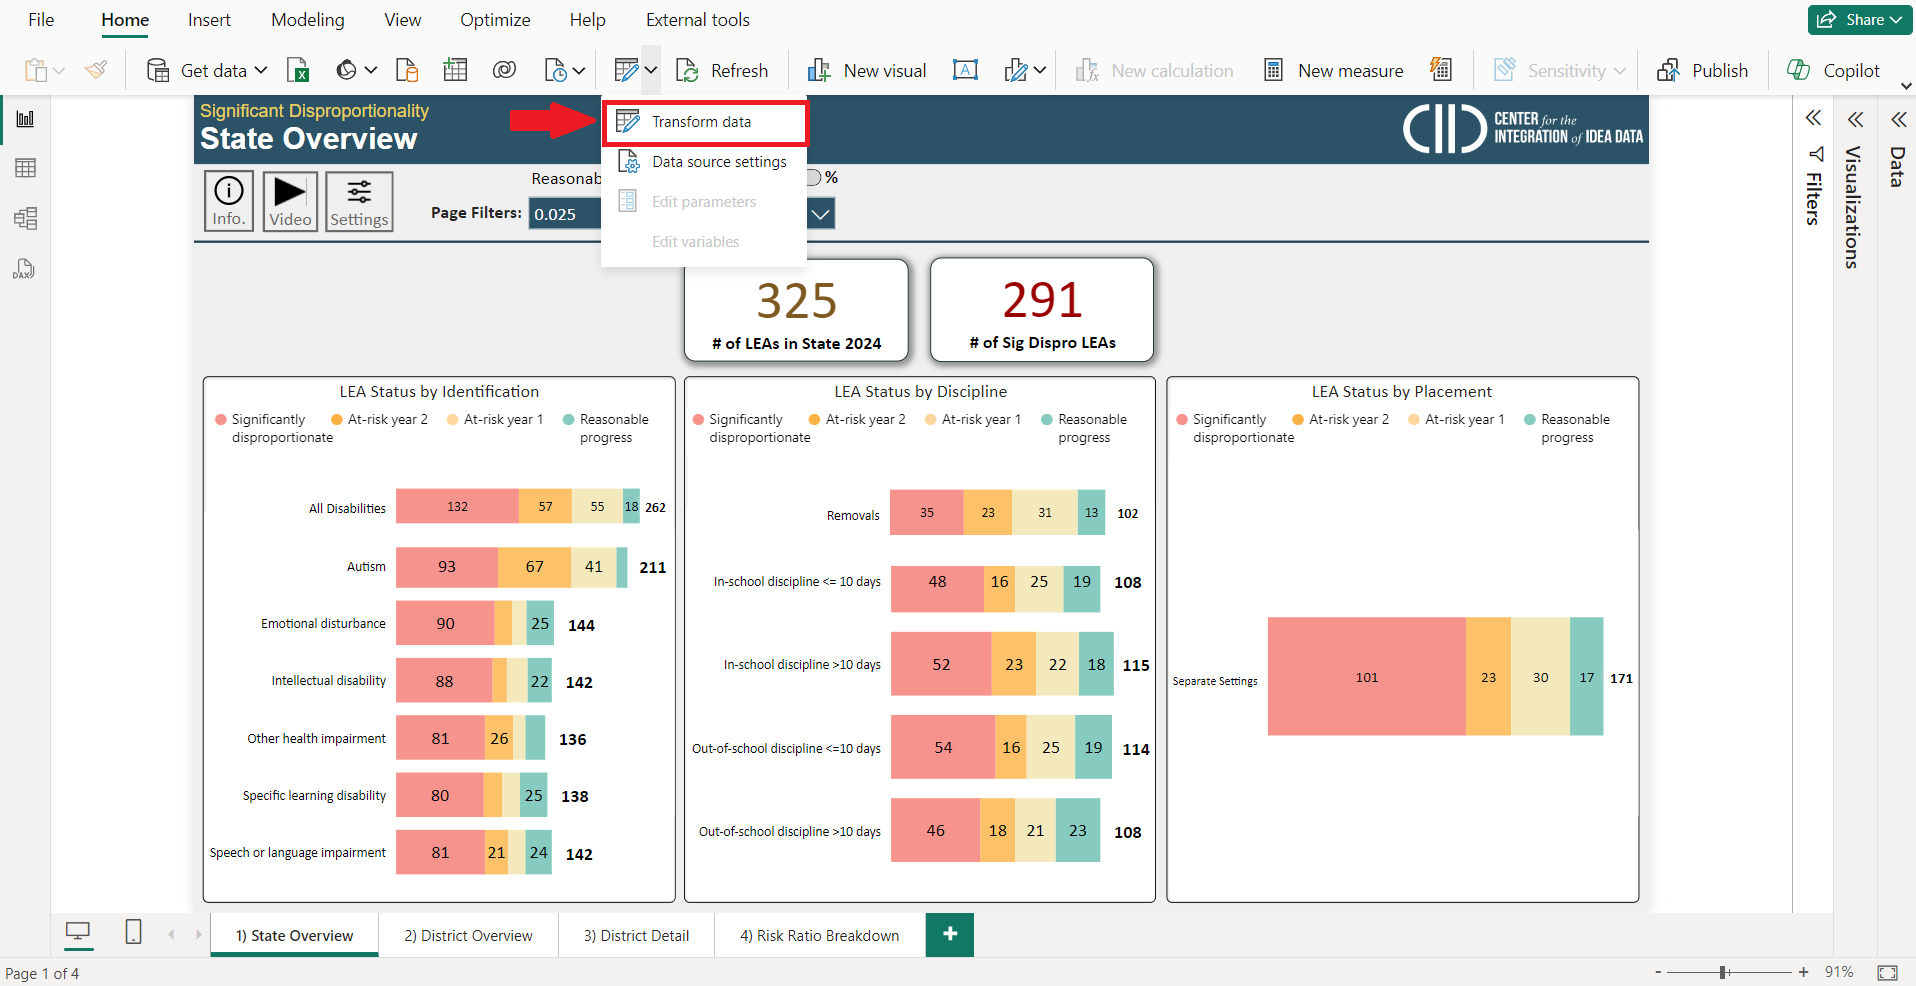 File Home Insert Modeling View Optimize Help External tools Share
Get data Refresh New visual New calculation New measure Sensitivity Publish Copilot
Significant Disproportionality
State Overview
CENTER for the
INTEGRATION of IDEA DATA
Transform data
Data source settings
Edit parameters
Edit variables
Info.
Video
Settings
Reasonab
%
Page Filters: 0.025
Filters
Visualizations
Data
DAX
325
# of LEAs in State 2024
291
# of Sig Dispro LEAs
LEA Status by Identification
Significantly disproportionate At-risk year 2 At-risk year 1 Reasonable progress
All Disabilities 132 57 55 18 262
Autism 93 67 41 211
Emotional disturbance 90 25 144
Intellectual disability 88 22 142
Other health impairment 81 26 136
Specific learning disability 80 25 138
Speech or language impairment 81 21 24 142
LEA Status by Discipline
Significantly disproportionate At-risk year 2 At-risk year 1 Reasonable progress
Removals 35 23 31 13 102
In-school discipline <= 10 days 48 16 25 19 108
In-school discipline >10 days 52 23 22 18 115
Out-of-school discipline <=10 days 54 16 25 19 114
Out-of-school discipline >10 days 46 18 21 23 108
LEA Status by Placement
Significantly disproportionate At-risk year 2 At-risk year 1 Reasonable progress
Separate Settings 101 23 30 17 171
1) State Overview 2) District Overview 3) District Detail 4) Risk Ratio Breakdown +
Page 1 of 4
- + 91%